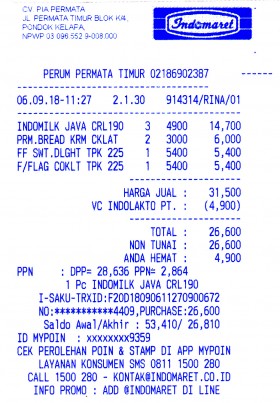 CV. PIA PERMATA
JL PERMATA TIMUR BLOK K/4,
PONDOK KELAPA,
NPWP 03 096 552 9-008.000
Indomaret
PERUM PERMATA TIMUR 02186902387
06.09.18-11:27 2.1.30 914314/RINA/01
INDOMILK JAVA CRL190 3 4900 14,700
PRM.BREAD KRM CKLAT 2 3000 6,000
FF SWT.DLGHT TPK 225 1 5400 5,400
F/FLAG COKLT TPK 225 1 5400 5,400
HARGA JUAL : 31,500
VC INDOLAKTO PT. : (4,900)
TOTAL : 26,600
NON TUNAI : 26,600
ANDA HEMAT : 4,900
PPN : DPP= 28,636 PPN= 2,864
1 Pc INDOMILK JAVA CRL190
I-SAKU-TRXID:F20D18090611270900672
NO:***********4409,PURCHASE:26,600
Saldo Awal/Akhir : 53,410/ 26,810
ID MYPOIN : xxxxxxxx9359
CEK PEROLEHAN POIN & STAMP DI APP MYPOIN
LAYANAN KONSUMEN SMS 0811 1500 280
CALL 1500 280 - KONTAK@INDOMARET.CO.ID
INFO PROMO : ADD @INDOMARET DI LINE